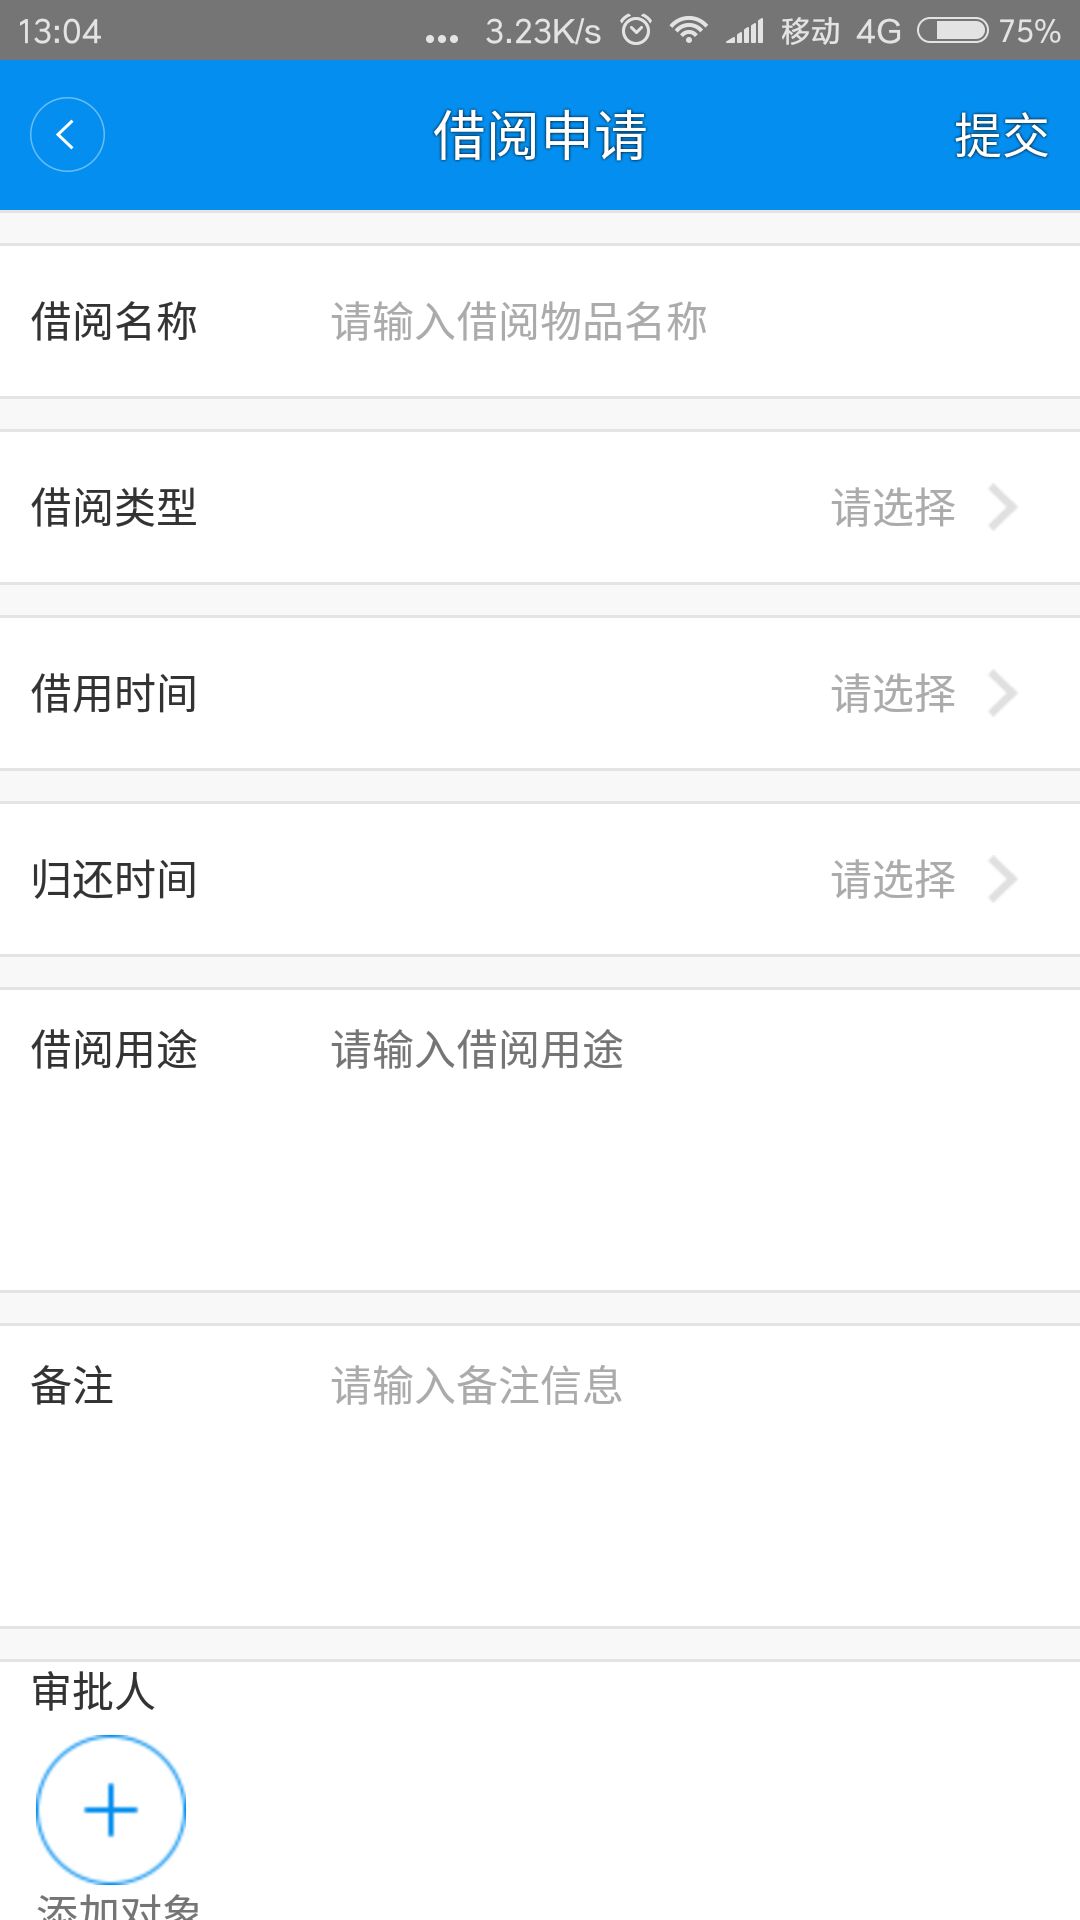 13:04 ... 3.23K/s 移动 4G 75%
借阅申请 提交
借阅名称 请输入借阅物品名称
借阅类型 请选择
借用时间 请选择
归还时间 请选择
借阅用途 请输入借阅用途
备注 请输入备注信息
审批人
添加对象